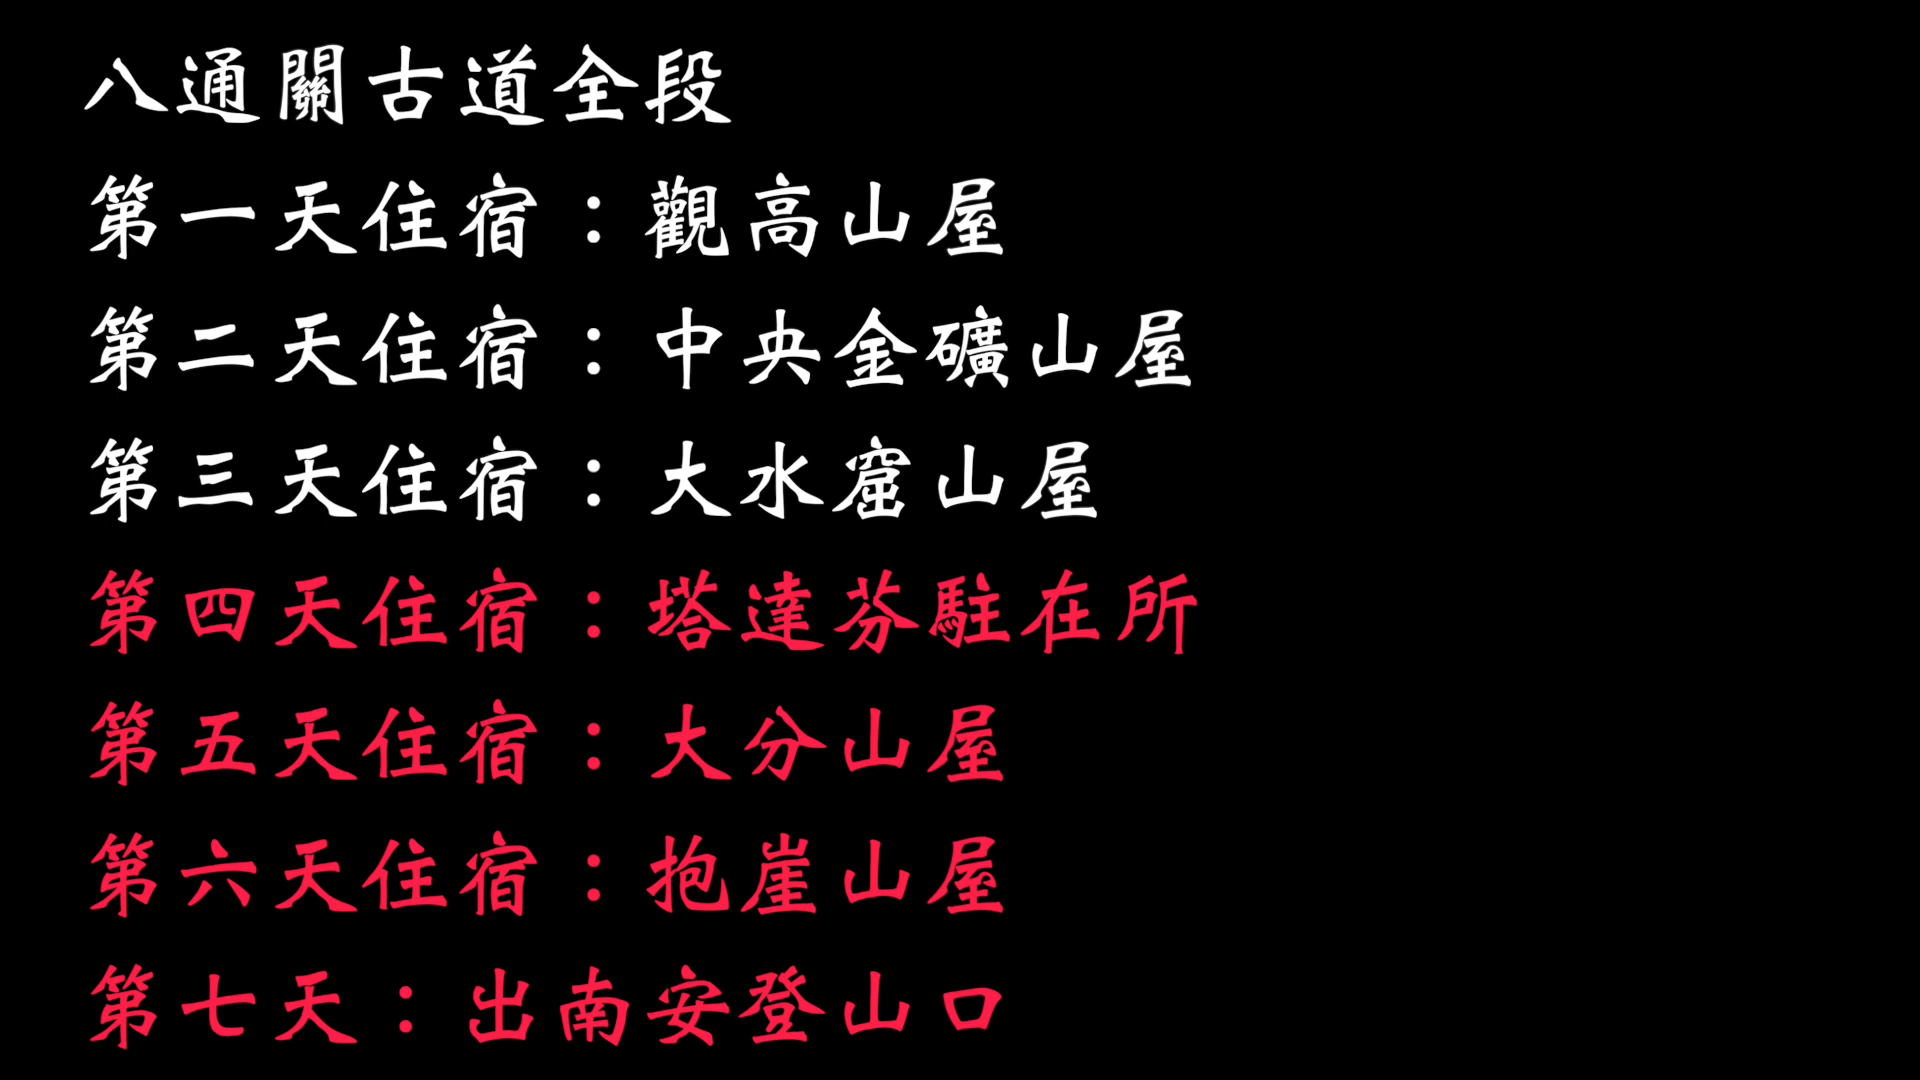 八通關古道全段
第一天住宿：觀高山屋
第二天住宿：中央金礦山屋
第三天住宿：大水窟山屋
第四天住宿：塔達芬駐在所
第五天住宿：大分山屋
第六天住宿：抱崖山屋
第七天：出南安登山口